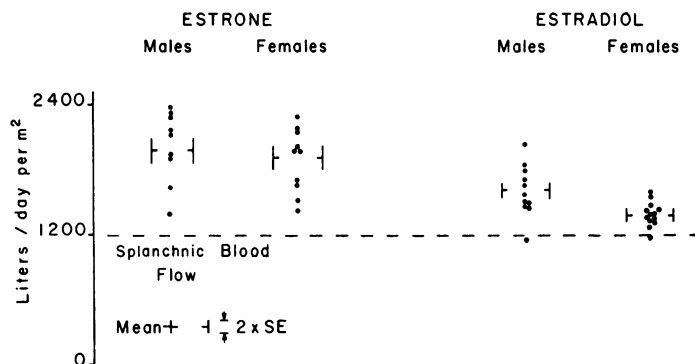 ESTRONE ESTRADIOL
Males Females Males Females
2400
1200
0
Liters / day per m²
Splanchnic Blood
Flow
Mean 2 x SE